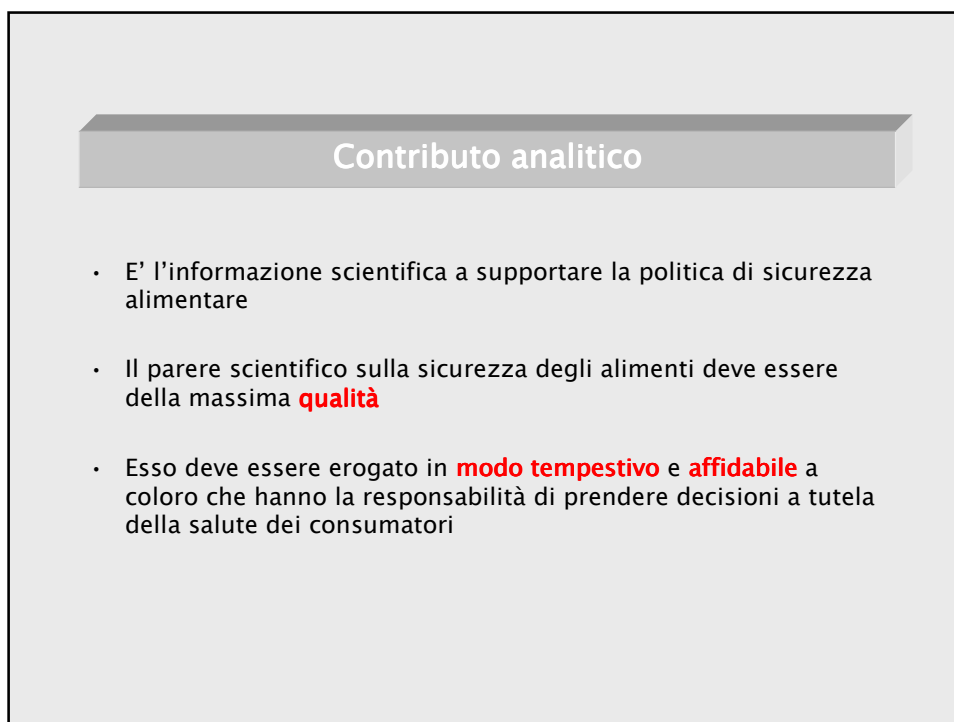 Contributo analitico
• E’ l’informazione scientifica a supportare la politica di sicurezza
alimentare
• Il parere scientifico sulla sicurezza degli alimenti deve essere
della massima qualità
• Esso deve essere erogato in modo tempestivo e affidabile a
coloro che hanno la responsabilità di prendere decisioni a tutela
della salute dei consumatori